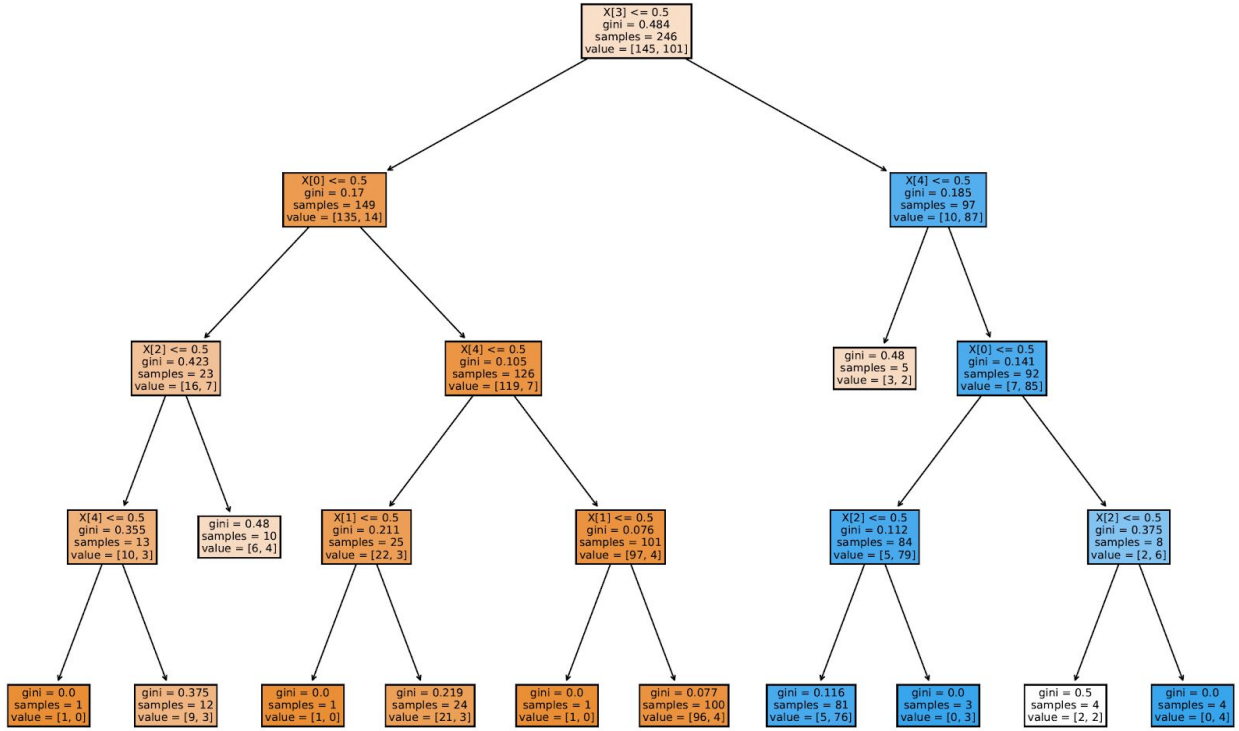 X[3] <= 0.5
gini = 0.484
samples = 246
value = [145, 101]
X[0] <= 0.5
gini = 0.17
samples = 149
value = [135, 14]
X[4] <= 0.5
gini = 0.185
samples = 97
value = [10, 87]
X[2] <= 0.5
gini = 0.423
samples = 23
value = [16, 7]
X[4] <= 0.5
gini = 0.105
samples = 126
value = [119, 7]
gini = 0.48
samples = 5
value = [3, 2]
X[0] <= 0.5
gini = 0.141
samples = 92
value = [7, 85]
X[4] <= 0.5
gini = 0.355
samples = 13
value = [10, 3]
gini = 0.48
samples = 10
value = [6, 4]
X[1] <= 0.5
gini = 0.211
samples = 25
value = [22, 3]
X[1] <= 0.5
gini = 0.076
samples = 101
value = [97, 4]
X[2] <= 0.5
gini = 0.112
samples = 84
value = [5, 79]
X[2] <= 0.5
gini = 0.375
samples = 8
value = [2, 6]
gini = 0.0
samples = 1
value = [1, 0]
gini = 0.375
samples = 12
value = [9, 3]
gini = 0.0
samples = 1
value = [1, 0]
gini = 0.219
samples = 24
value = [21, 3]
gini = 0.0
samples = 1
value = [1, 0]
gini = 0.077
samples = 100
value = [96, 4]
gini = 0.116
samples = 81
value = [5, 76]
gini = 0.0
samples = 3
value = [0, 3]
gini = 0.5
samples = 4
value = [2, 2]
gini = 0.0
samples = 4
value = [0, 4]